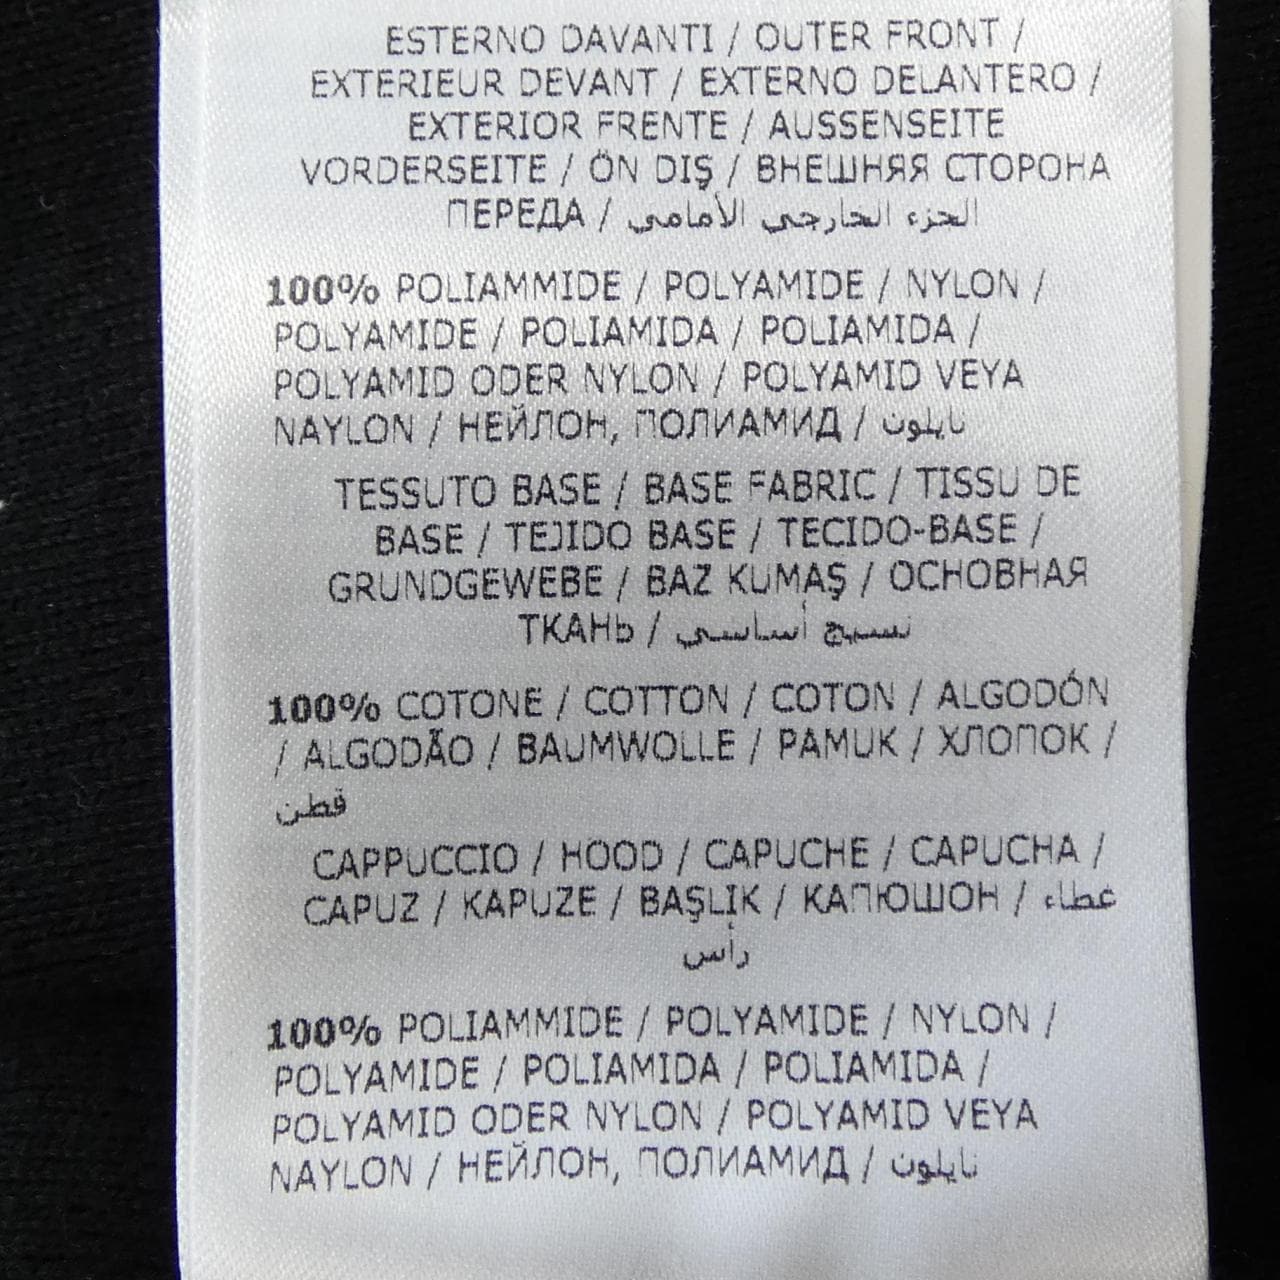 ESTERNO DAVANTI / OUTER FRONT /
EXTERIEUR DEVANT / EXTERNO DELANTERO /
EXTERIOR FRENTE / AUSSENSEITE
VORDERSEITE / ÖN DIŞ / ВНЕШНЯЯ СТОРОНА
ПЕРЕДА / الجزء الخارجي الأمامي
100% POLIAMMIDE / POLYAMIDE / NYLON /
POLYAMIDE / POLIAMIDA / POLIAMIDA /
POLYAMID ODER NYLON / POLYAMID VEYA
NAYLON / НЕЙЛОН, ПОЛИАМИД / نايلون
TESSUTO BASE / BASE FABRIC / TISSU DE
BASE / TEJIDO BASE / TECIDO-BASE /
GRUNDGEWEBE / BAZ KUMAŞ / ОСНОВНАЯ
ТКАНЬ / نسيج أساسي
100% COTONE / COTTON / COTON / ALGODÓN
/ ALGODÃO / BAUMWOLLE / PAMUK / ХЛОПОК /
قطن
CAPPUCCIO / HOOD / CAPUCHE / CAPUCHA /
CAPUZ / KAPUZE / BAŞLIK / КАПЮШОН / غطاء
رأس
100% POLIAMMIDE / POLYAMIDE / NYLON /
POLYAMIDE / POLIAMIDA / POLIAMIDA /
POLYAMID ODER NYLON / POLYAMID VEYA
NAYLON / НЕЙЛОН, ПОЛИАМИД / نايلون